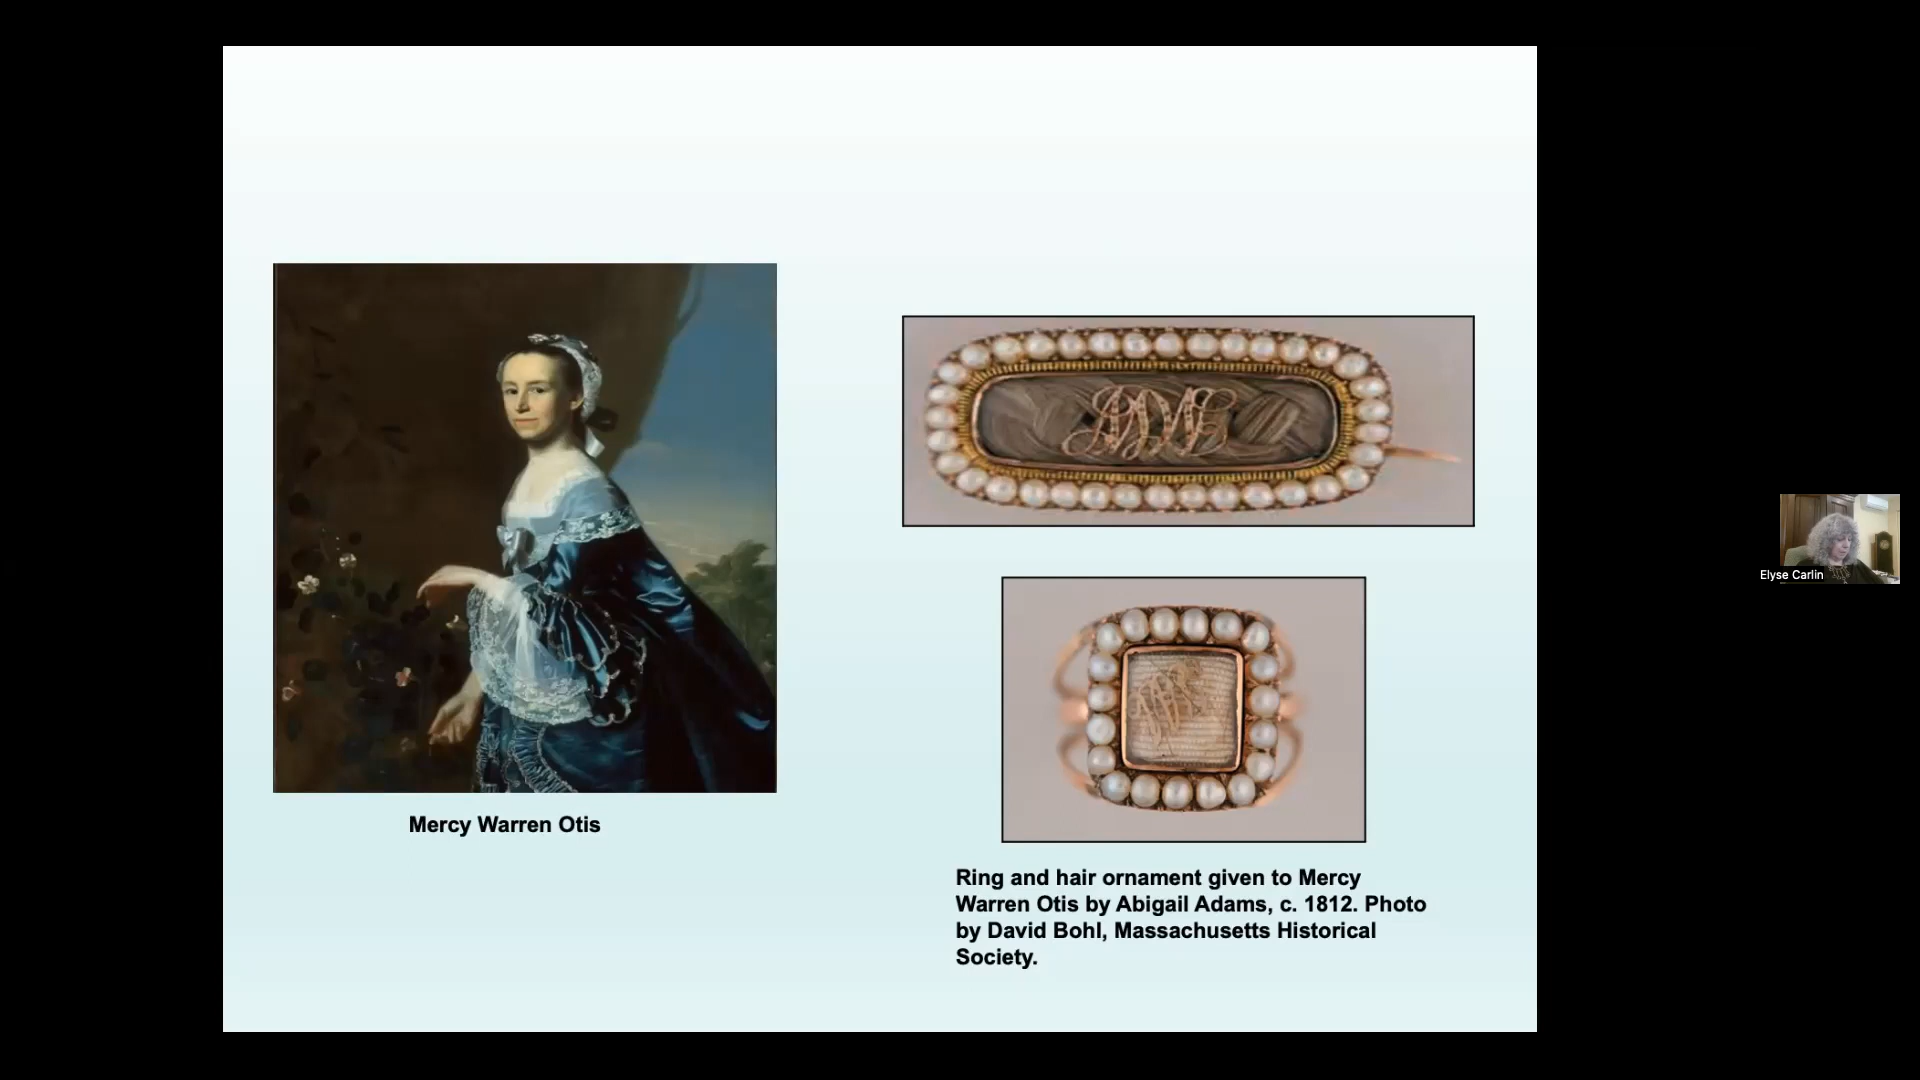 Mercy Warren Otis
Ring and hair ornament given to Mercy
Warren Otis by Abigail Adams, c. 1812. Photo
by David Bohl, Massachusetts Historical
Society.
Elyse Carlin